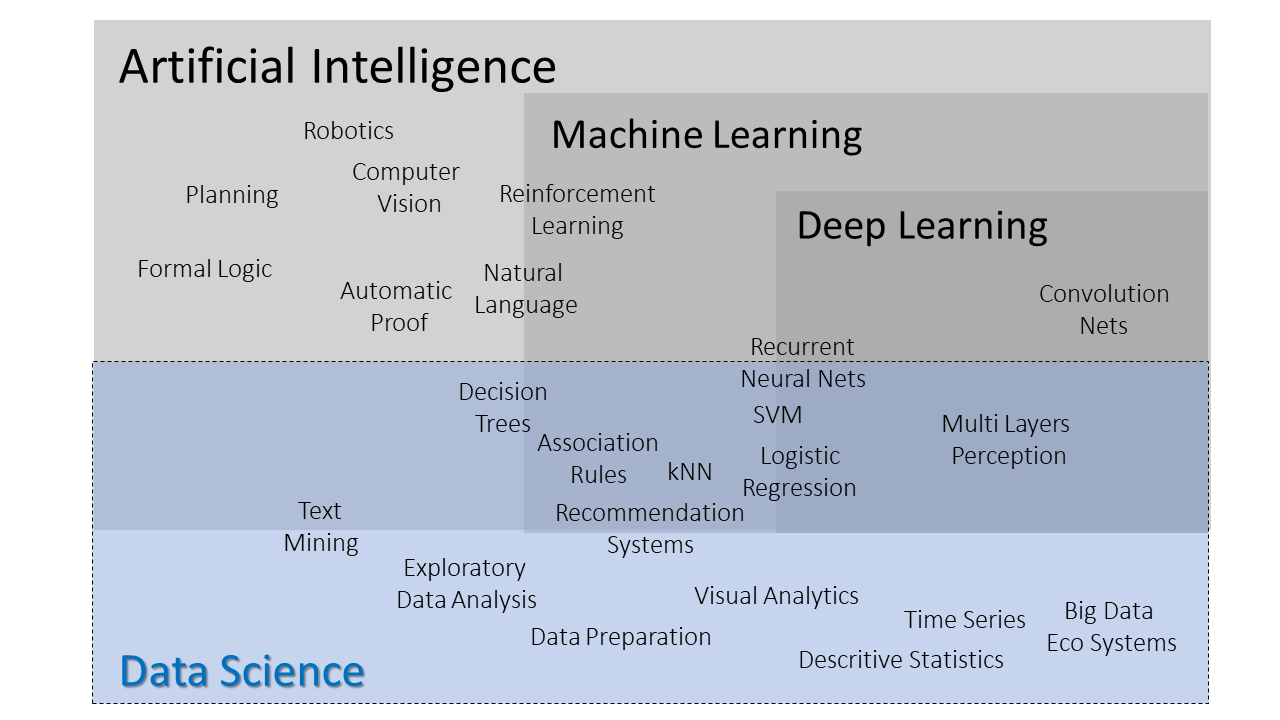 Artificial Intelligence
Robotics
Machine Learning
Computer
Vision
Planning
Reinforcement
Learning
Deep Learning
Formal Logic
Natural
Language
Automatic
Proof
Convolution
Nets
Recurrent
Neural Nets
Decision
Trees
SVM
Multi Layers
Perception
Association
Rules
kNN
Logistic
Regression
Text
Mining
Recommendation
Systems
Exploratory
Data Analysis
Visual Analytics
Time Series
Big Data
Eco Systems
Data Preparation
Descritive Statistics
Data Science